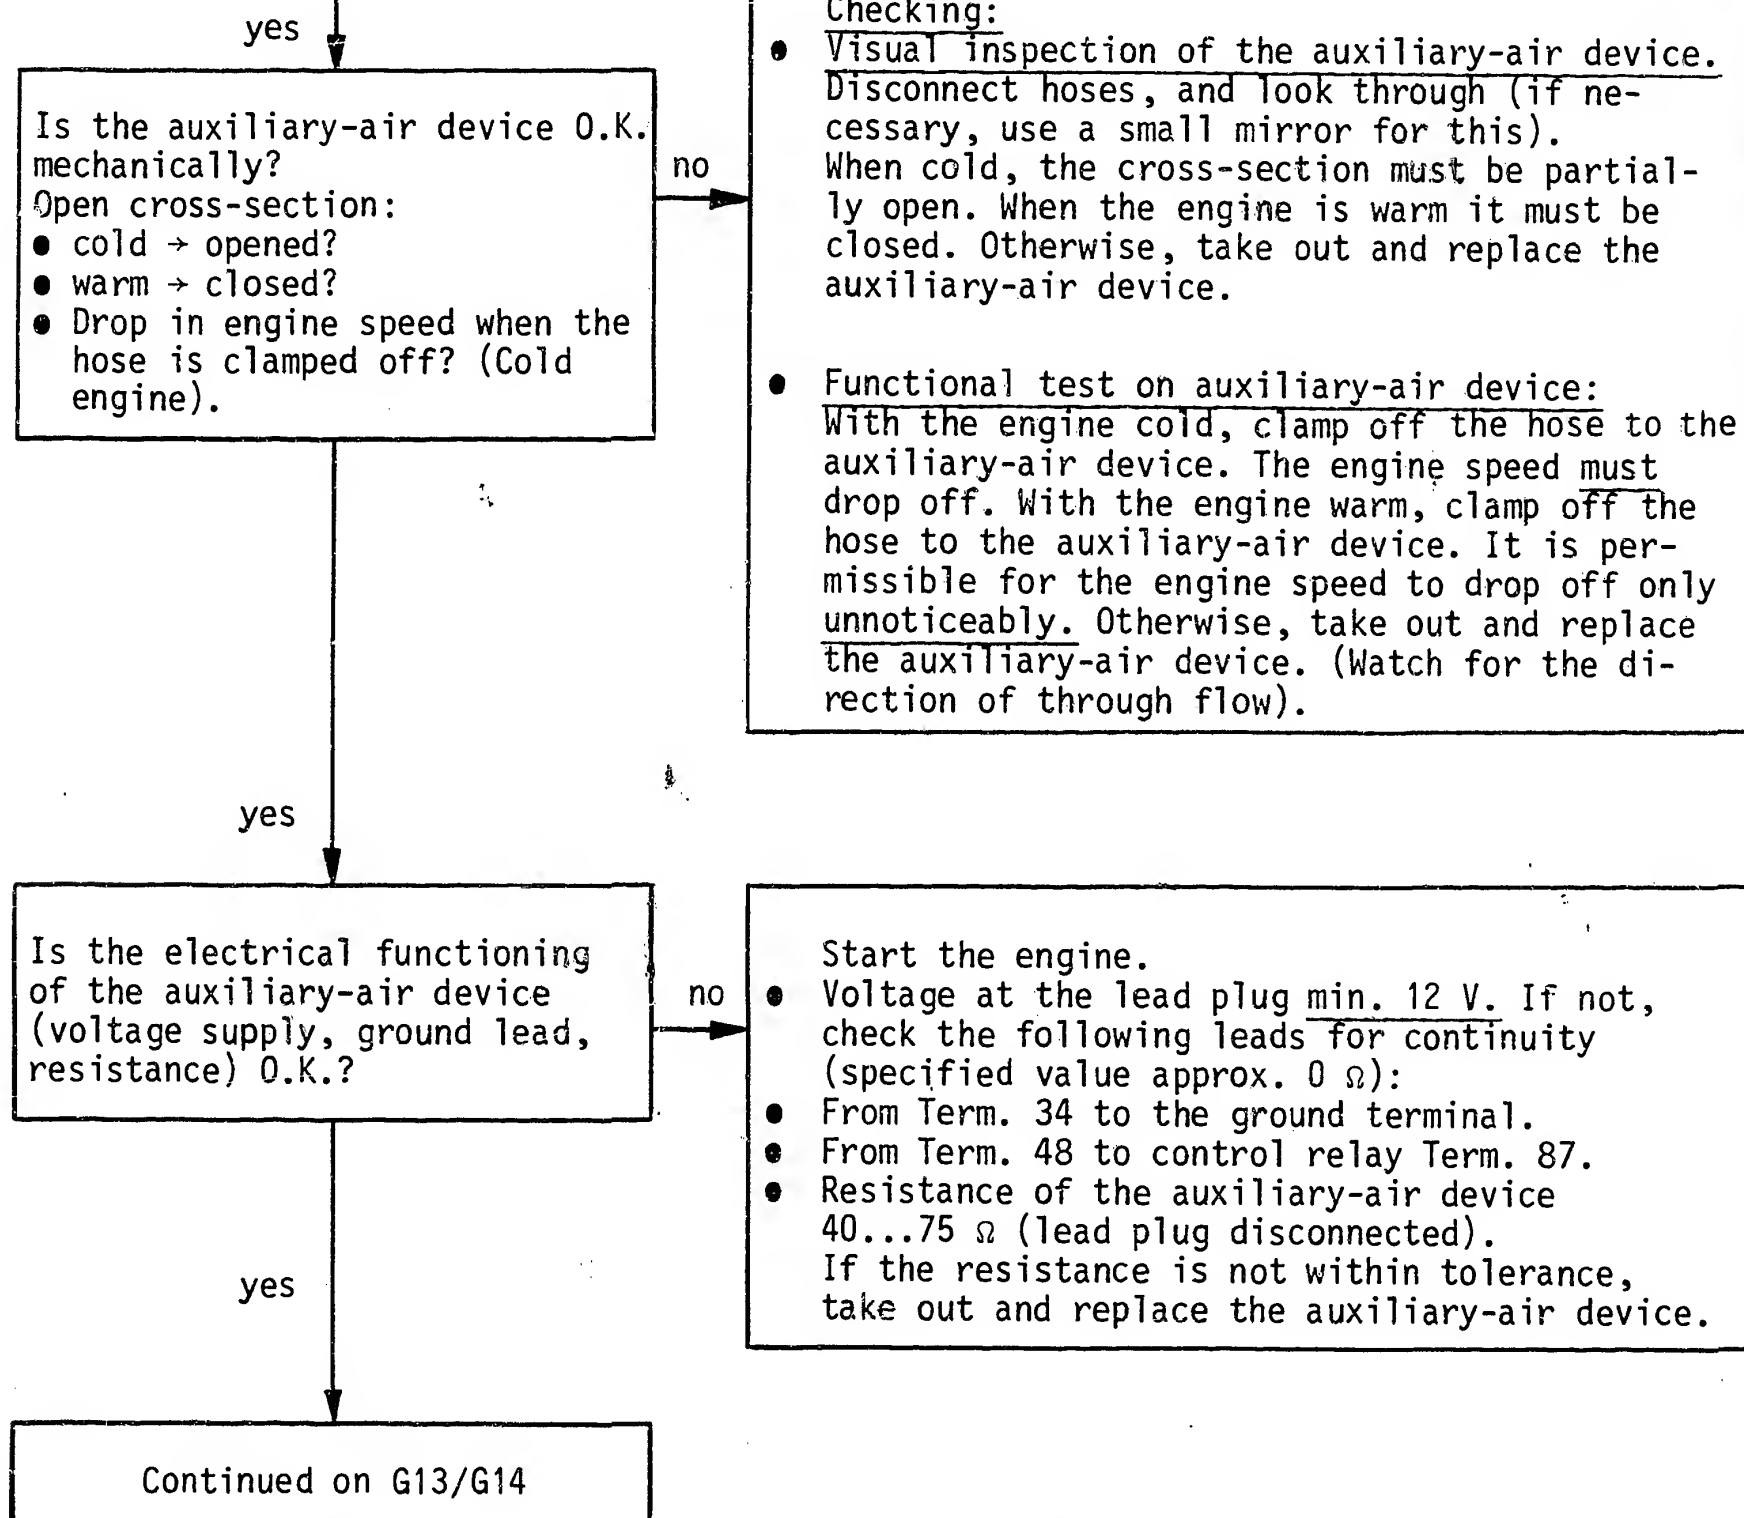 yes
Is the auxiliary-air device O.K.
mechanically?
Open cross-section:
● cold → opened?
● warm → closed?
● Drop in engine speed when the
hose is clamped off? (Cold
engine).
no
Checking:
● Visual inspection of the auxiliary-air device.
Disconnect hoses, and look through (if ne-
cessary, use a small mirror for this).
When cold, the cross-section must be partial-
ly open. When the engine is warm it must be
closed. Otherwise, take out and replace the
auxiliary-air device.
● Functional test on auxiliary-air device:
With the engine cold, clamp off the hose to the
auxiliary-air device. The engine speed must
drop off. With the engine warm, clamp off the
hose to the auxiliary-air device. It is per-
missible for the engine speed to drop off only
unnoticeably. Otherwise, take out and replace
the auxiliary-air device. (Watch for the di-
rection of through flow).
yes
Is the electrical functioning
of the auxiliary-air device
(voltage supply, ground lead,
resistance) O.K.?
no
Start the engine.
● Voltage at the lead plug min. 12 V. If not,
check the following leads for continuity
(specified value approx. 0 Ω):
● From Term. 34 to the ground terminal.
● From Term. 48 to control relay Term. 87.
● Resistance of the auxiliary-air device
40...75 Ω (lead plug disconnected).
If the resistance is not within tolerance,
take out and replace the auxiliary-air device.
yes
Continued on G13/G14